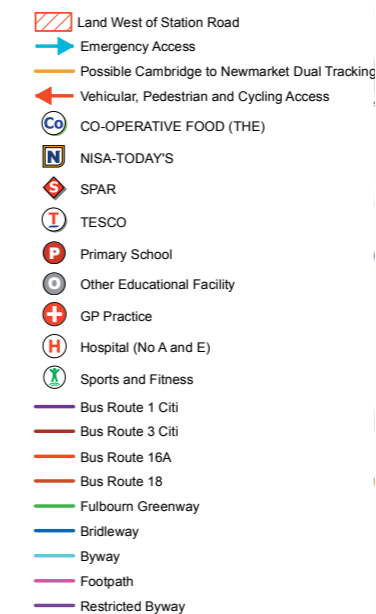 Land West of Station Road
Emergency Access
Possible Cambridge to Newmarket Dual Tracking
Vehicular, Pedestrian and Cycling Access
Co CO-OPERATIVE FOOD (THE)
N NISA-TODAY'S
S SPAR
T TESCO
P Primary School
O Other Educational Facility
GP Practice
H Hospital (No A and E)
Sports and Fitness
Bus Route 1 Citi
Bus Route 3 Citi
Bus Route 16A
Bus Route 18
Fulbourn Greenway
Bridleway
Byway
Footpath
Restricted Byway